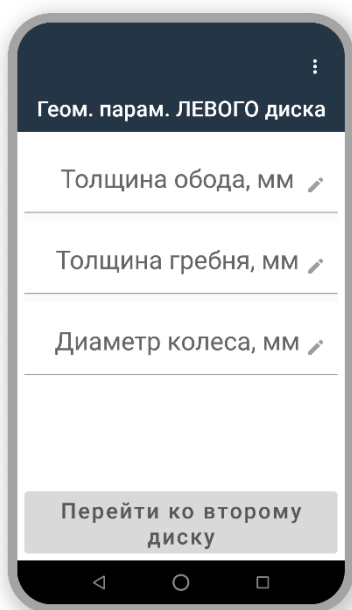 Геом. парам. ЛЕВОГО диска
Толщина обода, мм
Толщина гребня, мм
Диаметр колеса, мм
Перейти ко второму
диску